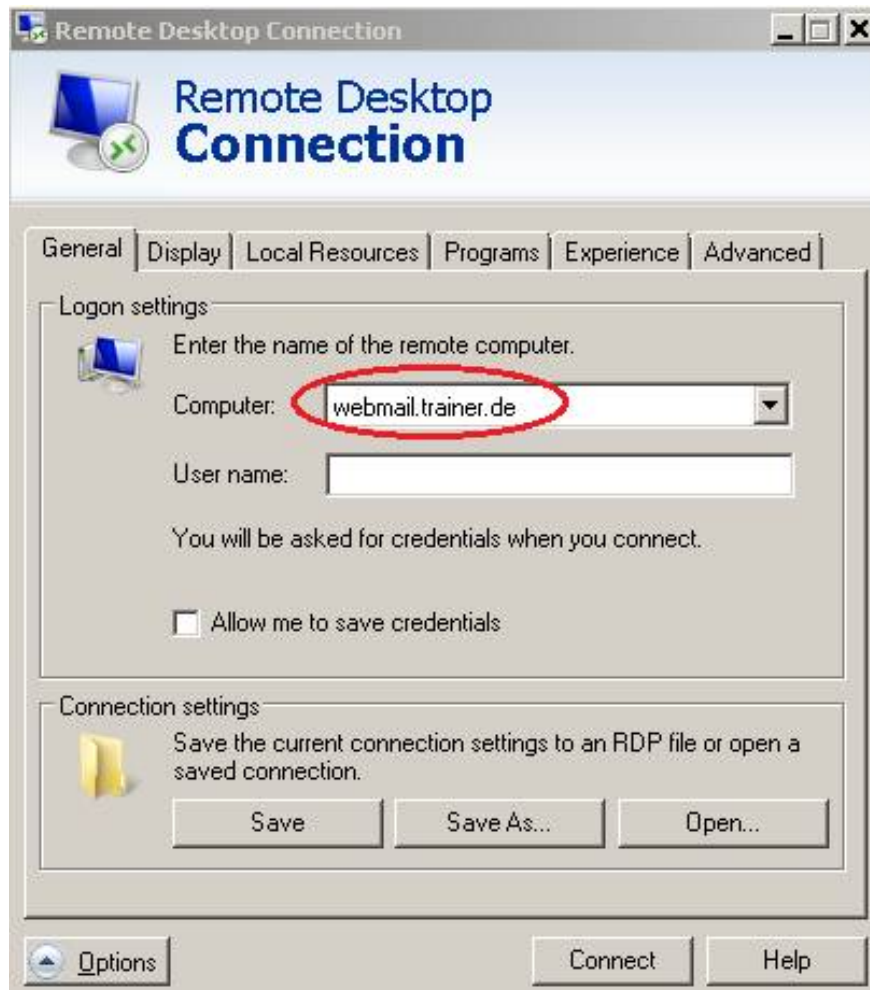 Remote Desktop Connection
Remote Desktop
Connection
General Display Local Resources Programs Experience Advanced
Logon settings
Enter the name of the remote computer.
Computer: webmail.trainer.de
User name:
You will be asked for credentials when you connect.
Allow me to save credentials
Connection settings
Save the current connection settings to an RDP file or open a
saved connection.
Save Save As... Open...
Options Connect Help